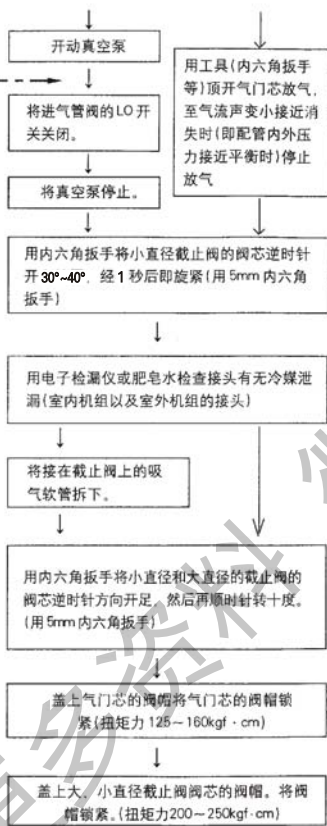 开动真空泵
将进气管阀的LO开
关关闭。
将真空泵停止。
用工具(内六角扳手
等)顶开气门芯放气，
至气流声变小接近消
失时(即配管内外压
力接近平衡时)停止
放气
用内六角扳手将小直径截止阀的阀芯逆时针
开30°~40°，经1秒后即旋紧(用5mm内六角
扳手)
用电子检漏仪或肥皂水检查接头有无冷媒泄
漏(室内机组以及室外机组的接头)
将接在截止阀上的吸
气软管拆下。
用内六角扳手将小直径和大直径的截止阀的
阀芯逆时针方向开足，然后再顺时针转十度。
(用5mm内六角扳手)
盖上气门芯的阀帽将气门芯的阀帽锁
紧(扭矩力125～160kgf·cm)
盖上大、小直径截止阀阀芯的阀帽。将阀
帽锁紧。(扭矩力200～250kgf·cm)
多资料